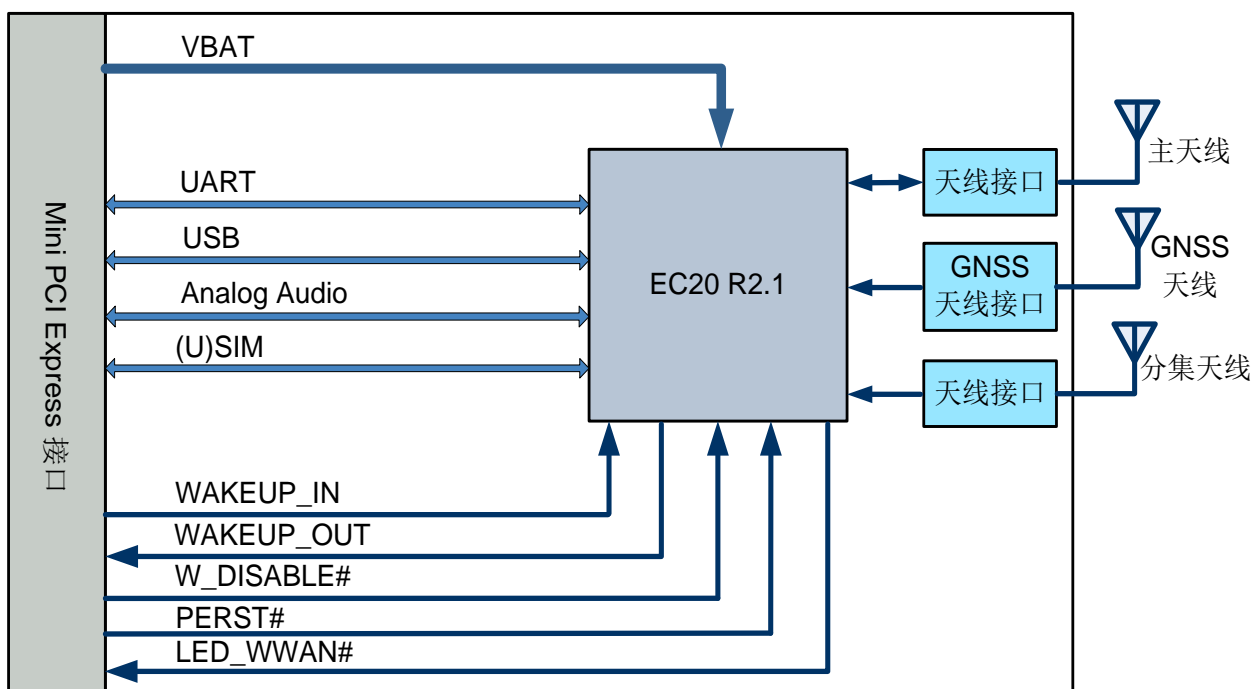 VBAT
UART
USB
Analog Audio
(U)SIM
Mini PCI Express 接口
WAKEUP_IN
WAKEUP_OUT
W_DISABLE#
PERST#
LED_WWAN#
EC20 R2.1
天线接口
主天线
GNSS
天线接口
GNSS
天线
天线接口
分集天线